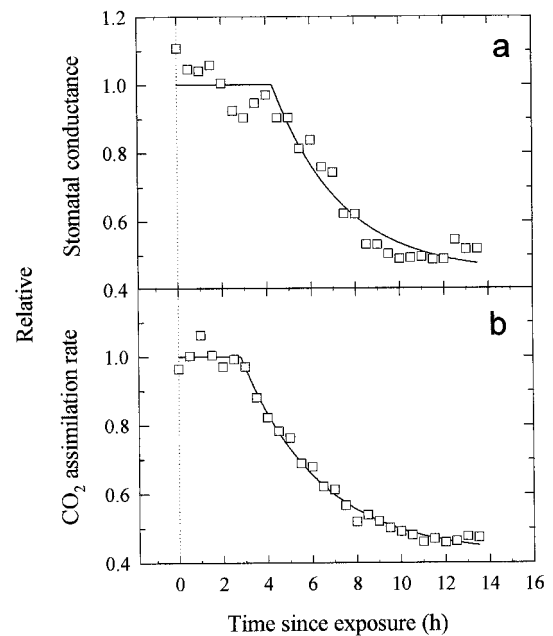 1.2
a
1.0
0.8
0.6
0.4
Stomatal conductance
Relative
b
1.0
0.8
0.6
0.4
CO₂ assimilation rate
0 2 4 6 8 10 12 14 16
Time since exposure (h)